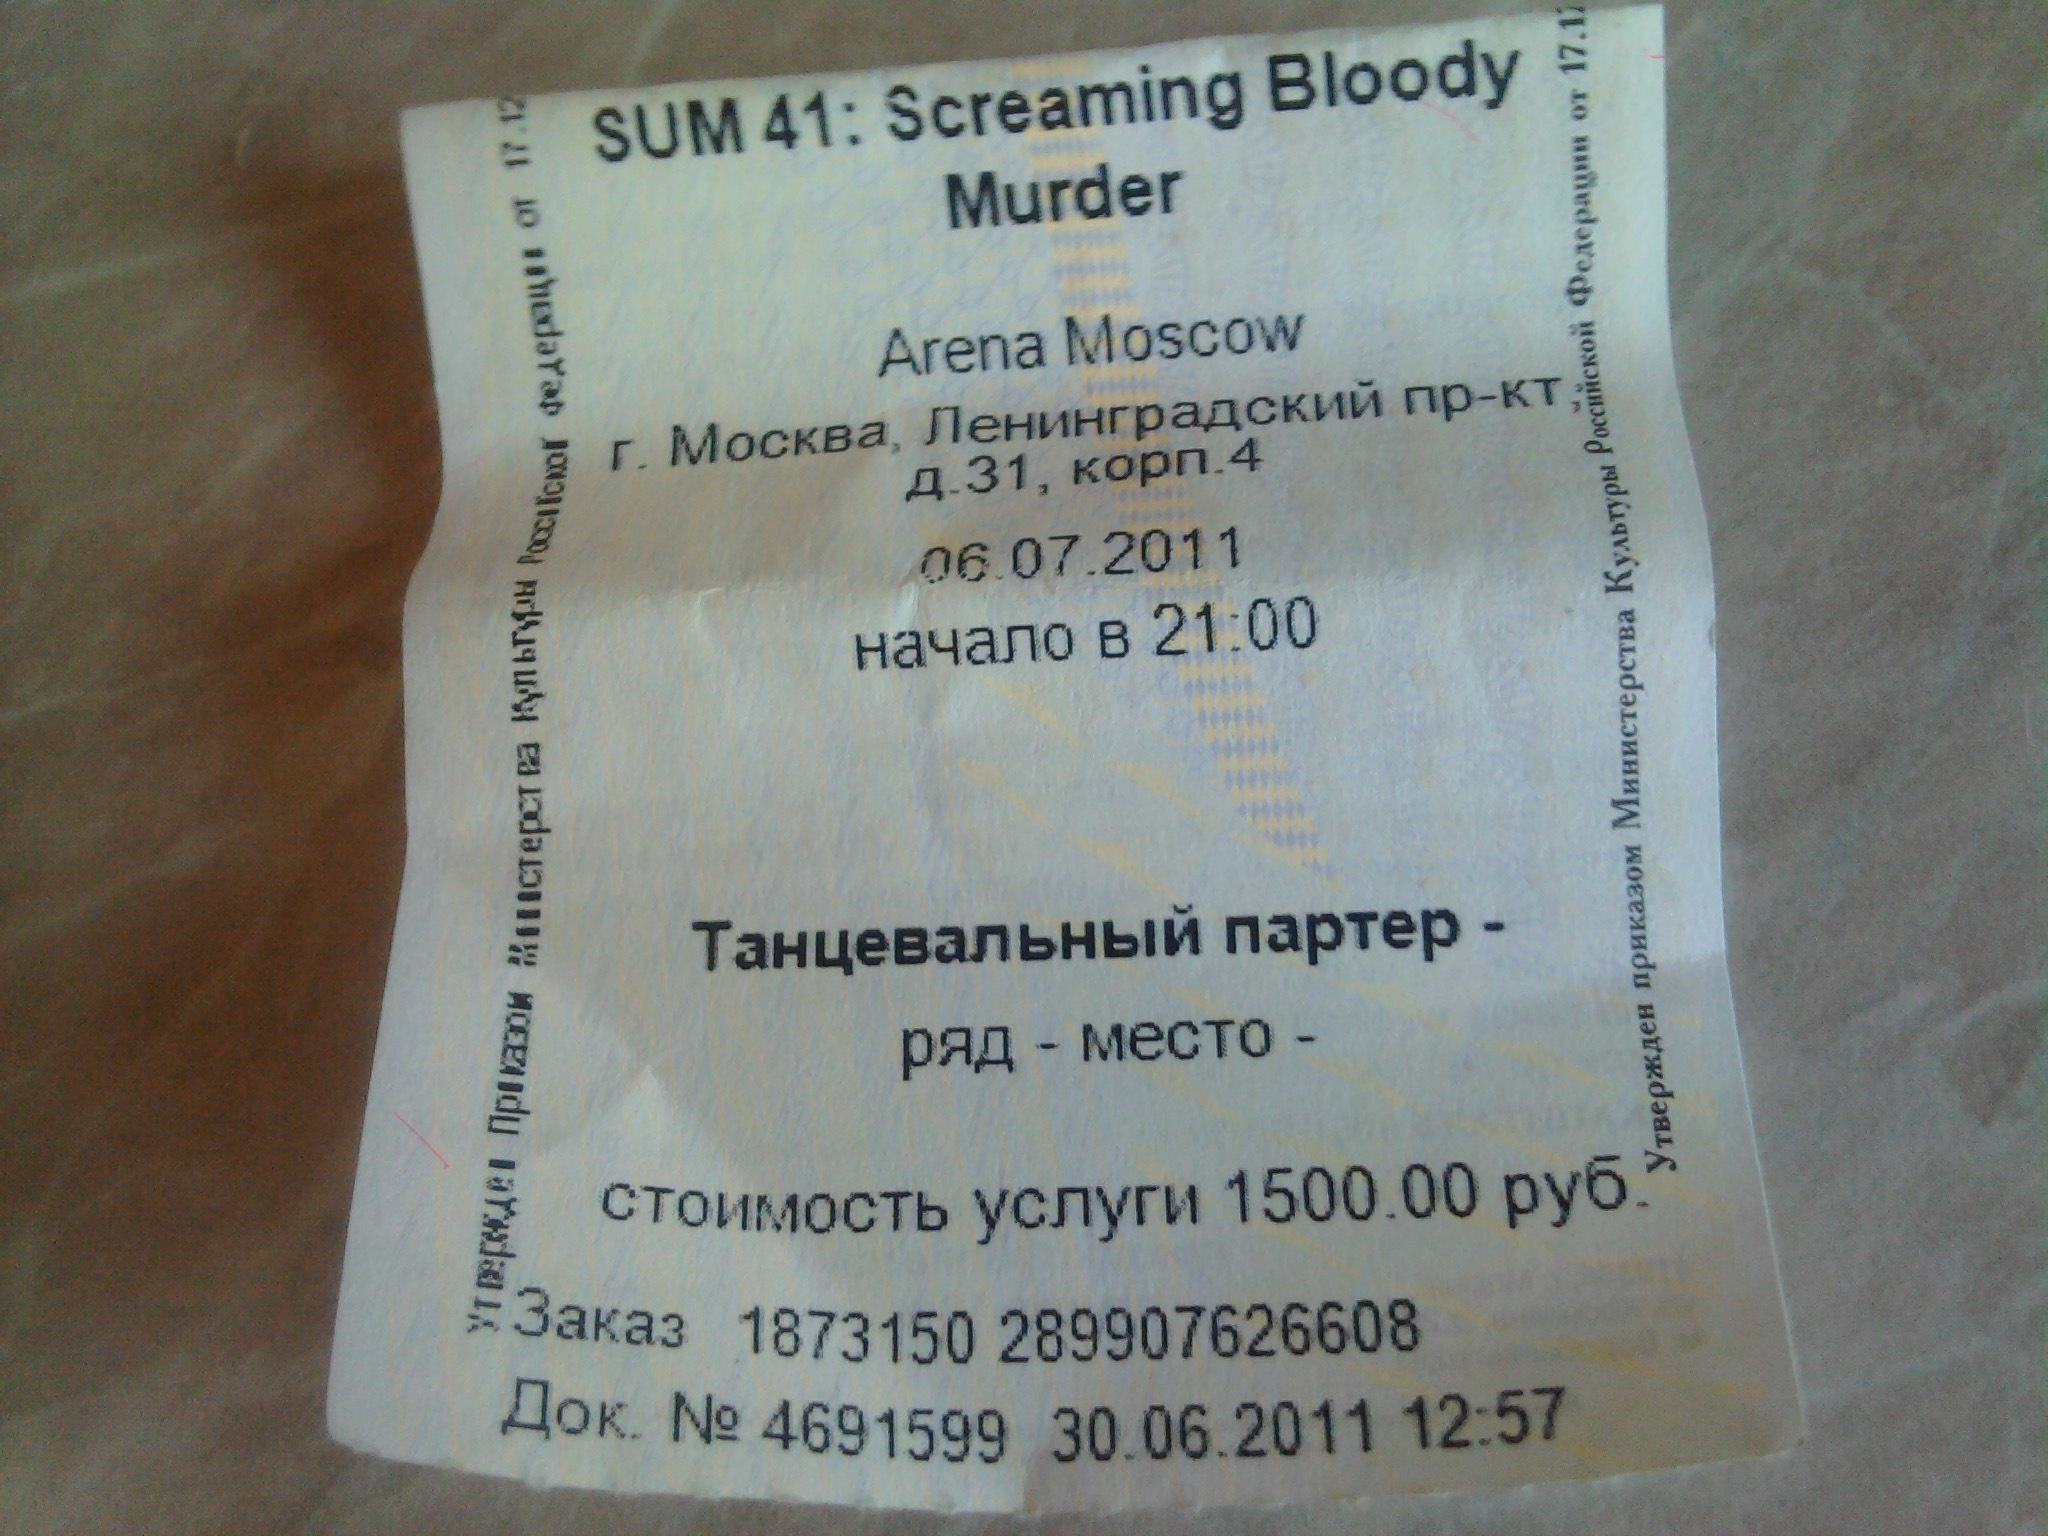 SUM 41: Screaming Bloody
Murder
Arena Moscow
г. Москва, Ленинградский пр-кт,
д.31, корп.4
06.07.2011
начало в 21:00
Танцевальный партер -
ряд - место -
стоимость услуги 1500.00 руб.
Заказ 1873150 289907626608
Док. № 4691599 30.06.2011 12:57
Утвержден Приказом Министерства Культуры Российской Федерации от 17.12
Утвержден приказом Министерства Культуры Российской Федерации от 17.12